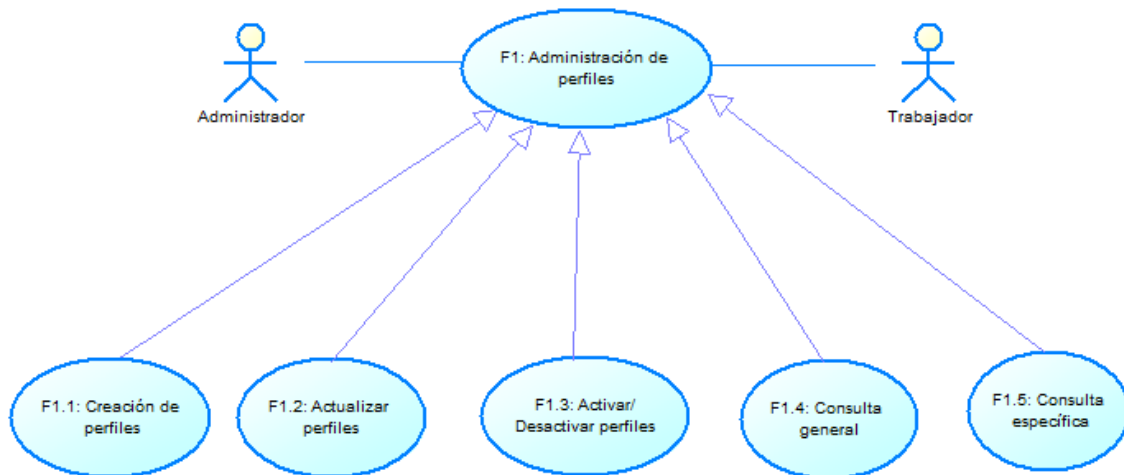 F1: Administración de
perfiles
Administrador
Trabajador
F1.1: Creación de
perfiles
F1.2: Actualizar
perfiles
F1.3: Activar/
Desactivar perfiles
F1.4: Consulta
general
F1.5: Consulta
específica